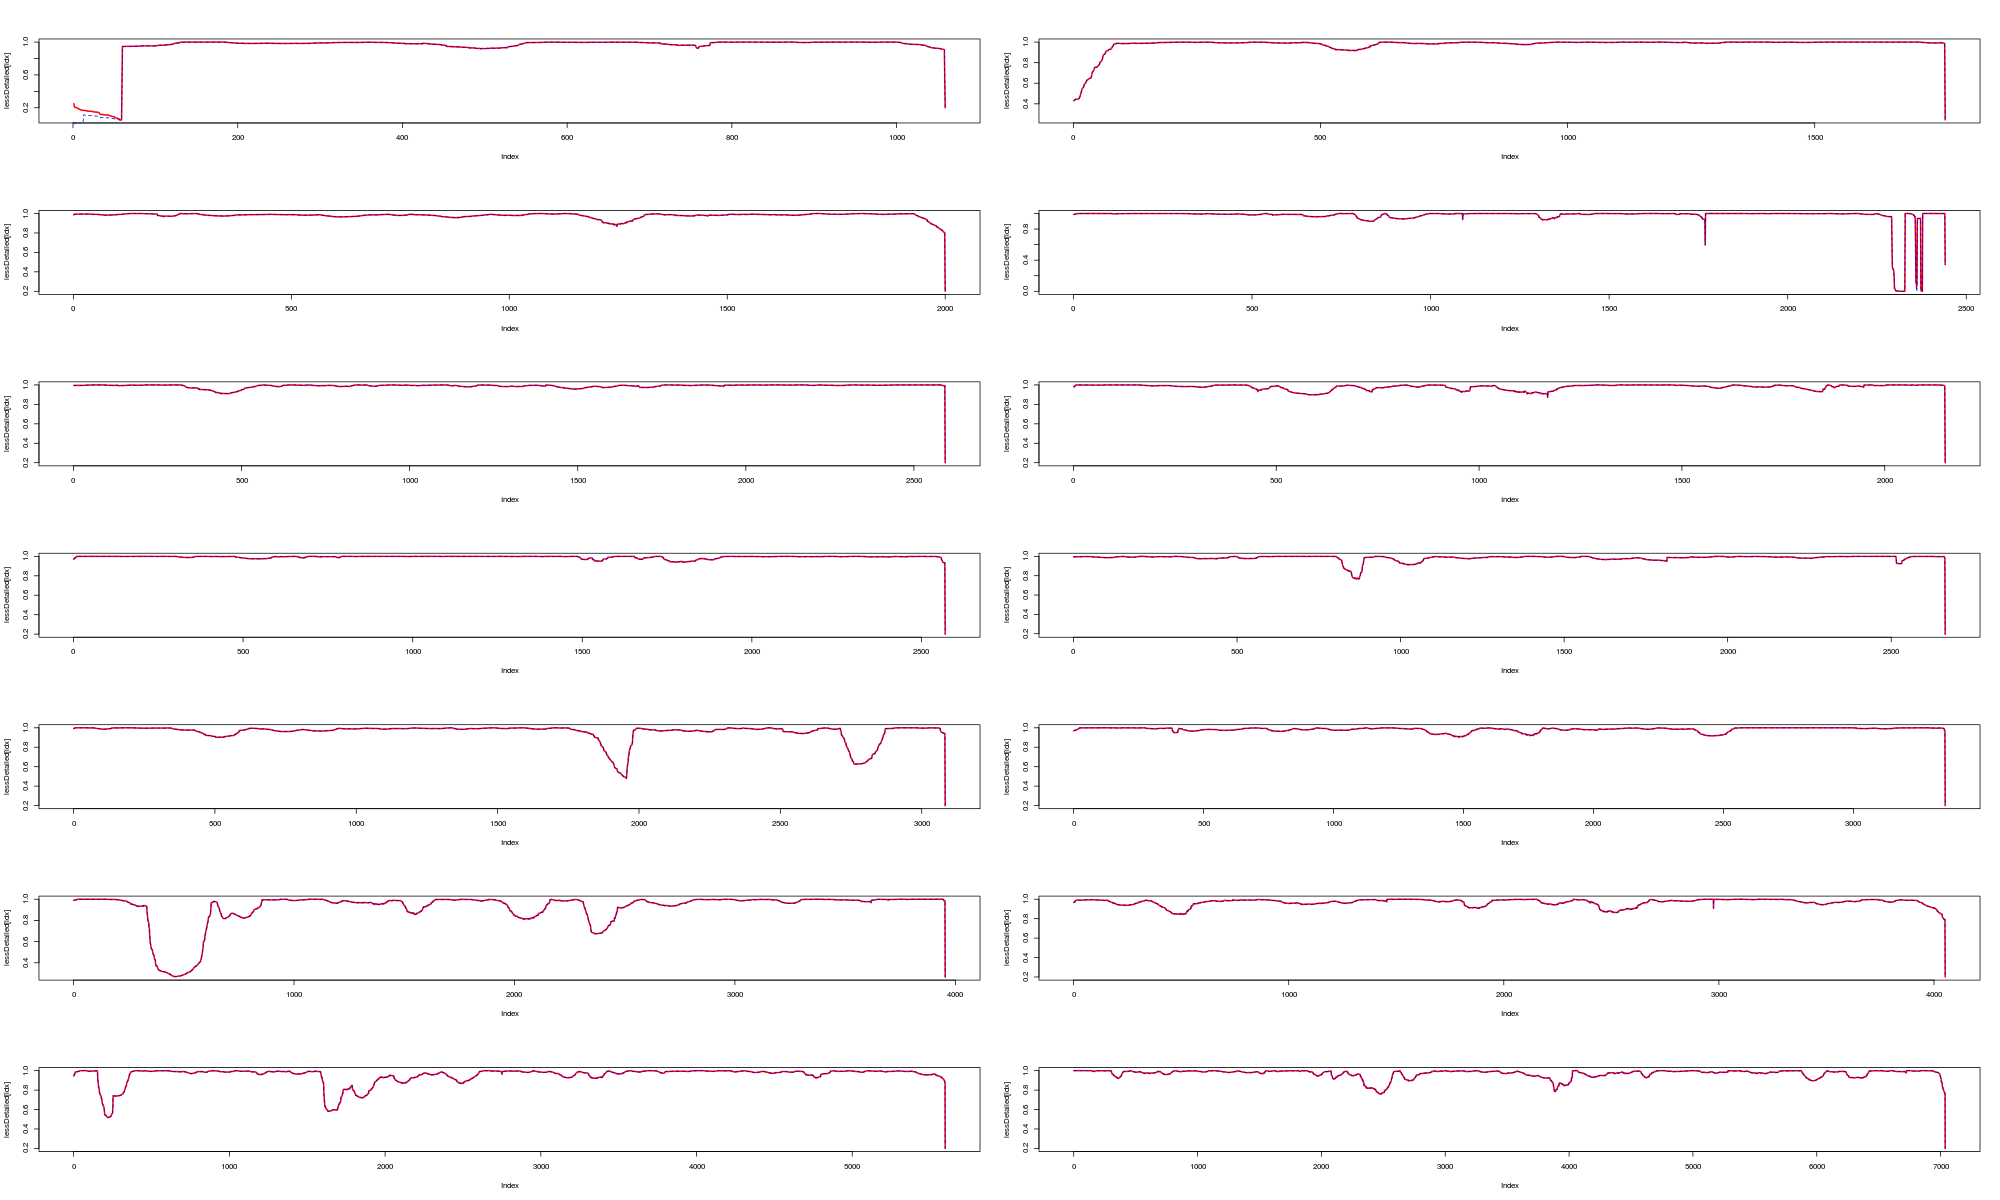 lessDetailed[idx]
0.2 0.6 1.0
0 200 400 600 800 1000
Index
lessDetailed[idx]
0.4 0.6 0.8 1.0
0 500 1000 1500
Index
lessDetailed[idx]
0.2 0.4 0.6 0.8 1.0
0 500 1000 1500 2000
Index
lessDetailed[idx]
0.0 0.4 0.8
0 500 1000 1500 2000 2500
Index
lessDetailed[idx]
0.2 0.4 0.6 0.8 1.0
0 500 1000 1500 2000 2500
Index
lessDetailed[idx]
0.2 0.4 0.6 0.8 1.0
0 500 1000 1500 2000
Index
lessDetailed[idx]
0.2 0.4 0.6 0.8 1.0
0 500 1000 1500 2000 2500
Index
lessDetailed[idx]
0.2 0.4 0.6 0.8 1.0
0 500 1000 1500 2000 2500
Index
lessDetailed[idx]
0.2 0.4 0.6 0.8 1.0
0 500 1000 1500 2000 2500 3000
Index
lessDetailed[idx]
0.2 0.4 0.6 0.8 1.0
0 500 1000 1500 2000 2500 3000
Index
lessDetailed[idx]
0.4 0.6 0.8 1.0
0 1000 2000 3000 4000
Index
lessDetailed[idx]
0.2 0.4 0.6 0.8 1.0
0 1000 2000 3000 4000
Index
lessDetailed[idx]
0.2 0.4 0.6 0.8 1.0
0 1000 2000 3000 4000 5000
Index
lessDetailed[idx]
0.2 0.4 0.6 0.8 1.0
0 1000 2000 3000 4000 5000 6000 7000
Index